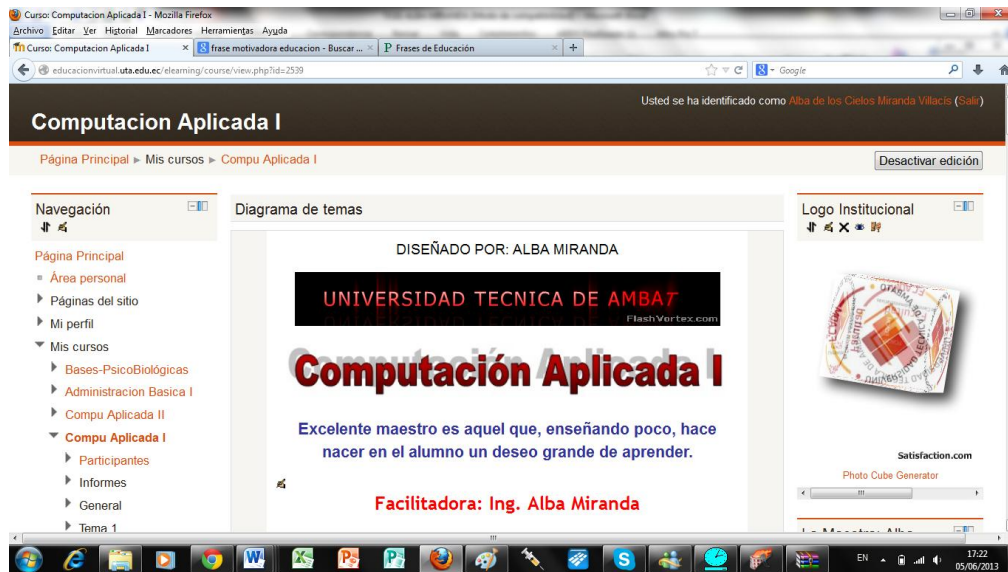 Curso: Computacion Aplicada I - Mozilla Firefox
Archivo Editar Ver Historial Marcadores Herramientas Ayuda
Curso: Computacion Aplicada I
frase motivadora educacion - Buscar ...
Frases de Educación
educacionvirtual.uta.edu.ec/elearning/course/view.php?id=2539
Google
Usted se ha identificado como Alba de los Cielos Miranda Villacis (Salir)
Computacion Aplicada I
Página Principal ► Mis cursos ► Compu Aplicada I
Desactivar edición
Navegación
Página Principal
Área personal
Páginas del sitio
Mi perfil
Mis cursos
Bases-PsicoBiológicas
Administracion Basica I
Compu Aplicada II
Compu Aplicada I
Participantes
Informes
General
Tema 1
Diagrama de temas
DISEÑADO POR: ALBA MIRANDA
UNIVERSIDAD TECNICA DE AMBAT
FlashVortex.com
Computación Aplicada I
Excelente maestro es aquel que, enseñando poco, hace
nacer en el alumno un deseo grande de aprender.
Facilitadora: Ing. Alba Miranda
Logo Institucional
Satisfaction.com
Photo Cube Generator
EN
17:22
05/06/2013